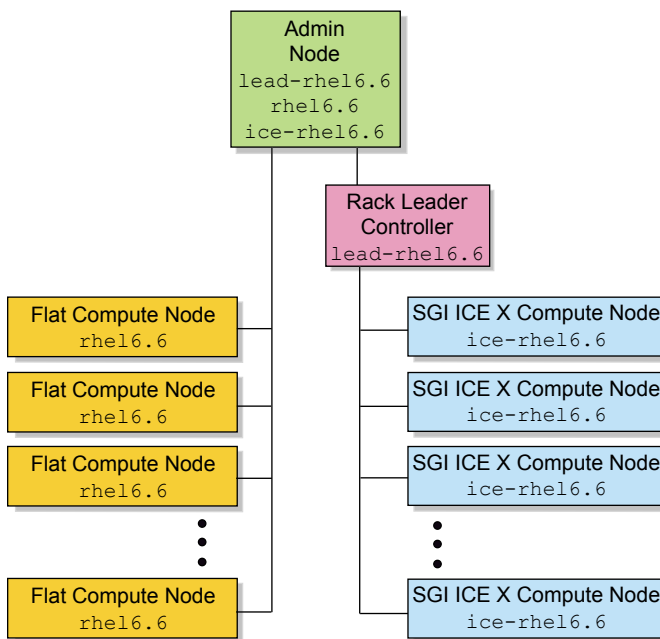 Admin
Node
lead-rhel6.6
rhel6.6
ice-rhel6.6
Rack Leader
Controller
lead-rhel6.6
Flat Compute Node
rhel6.6
SGI ICE X Compute Node
ice-rhel6.6
Flat Compute Node
rhel6.6
SGI ICE X Compute Node
ice-rhel6.6
Flat Compute Node
rhel6.6
SGI ICE X Compute Node
ice-rhel6.6
Flat Compute Node
rhel6.6
SGI ICE X Compute Node
ice-rhel6.6